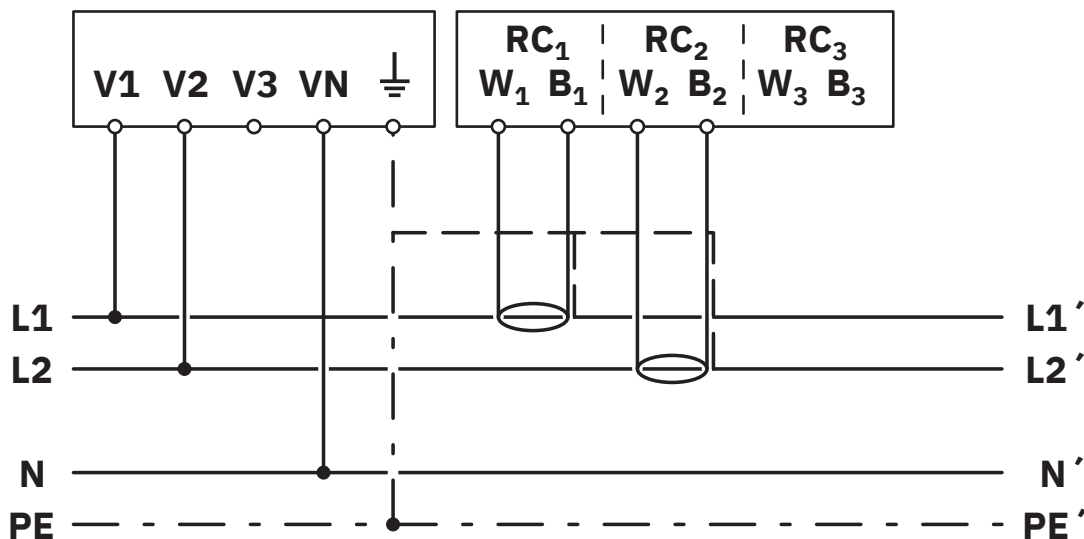 V1 V2 V3 VN
RC₁ RC₂ RC₃
W₁ B₁ W₂ B₂ W₃ B₃
L1 L1´
L2 L2´
N N´
PE PE´